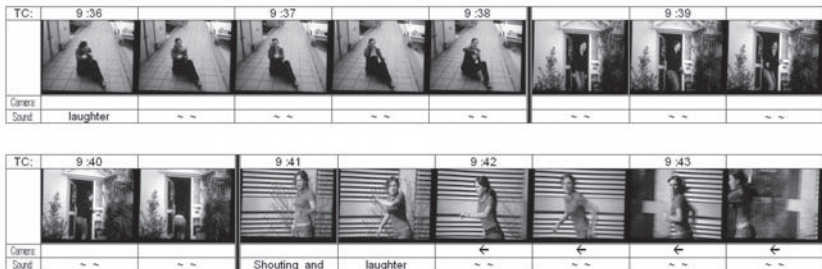 TC: 9 :36 9 :37 9 :38 9 :39
Camera:
Sound: laughter ~ ~ ~ ~ ~ ~ ~ ~ ~ ~ ~ ~ ~ ~
TC: 9 :40 9 :41 9 :42 9 :43
Camera: ← ← ← ←
Sound: ~ ~ ~ ~ Shouting and laughter ~ ~ ~ ~ ~ ~ ~ ~